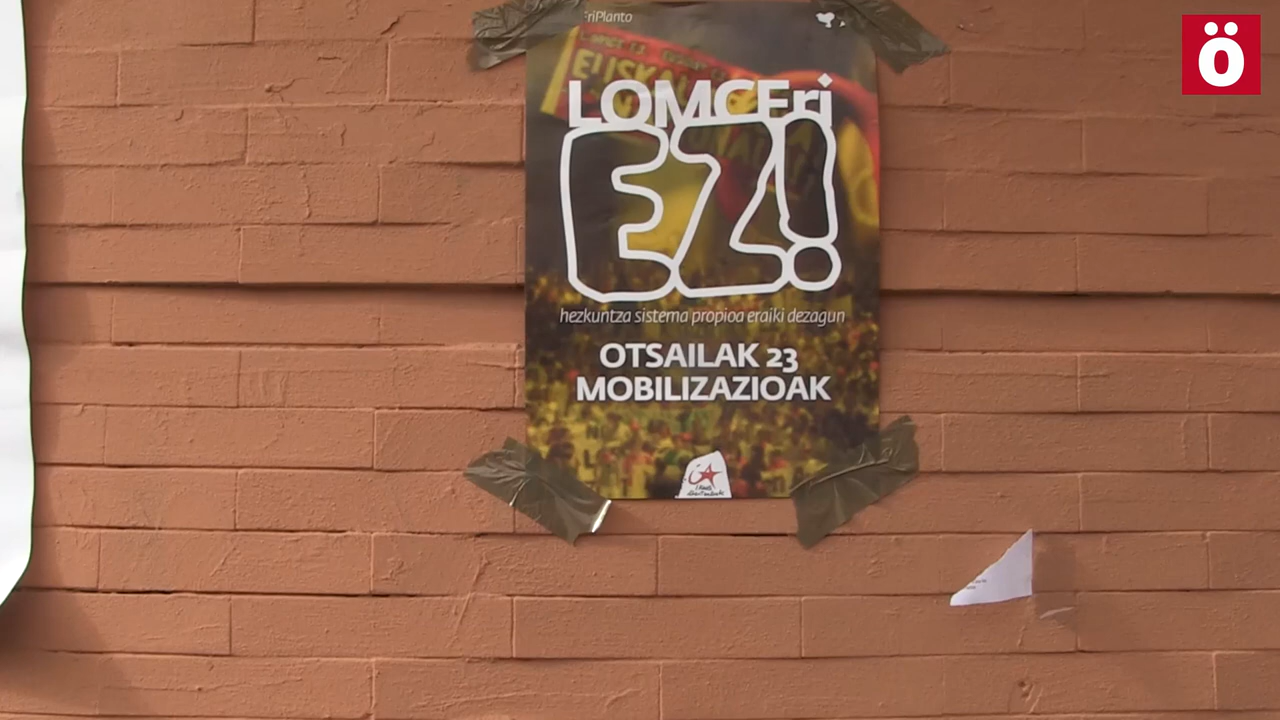 Ö
LOMCEri
EZ!
hezkuntza sistema propioa eraiki dezagun
OTSAILAK 23
MOBILIZAZIOAK